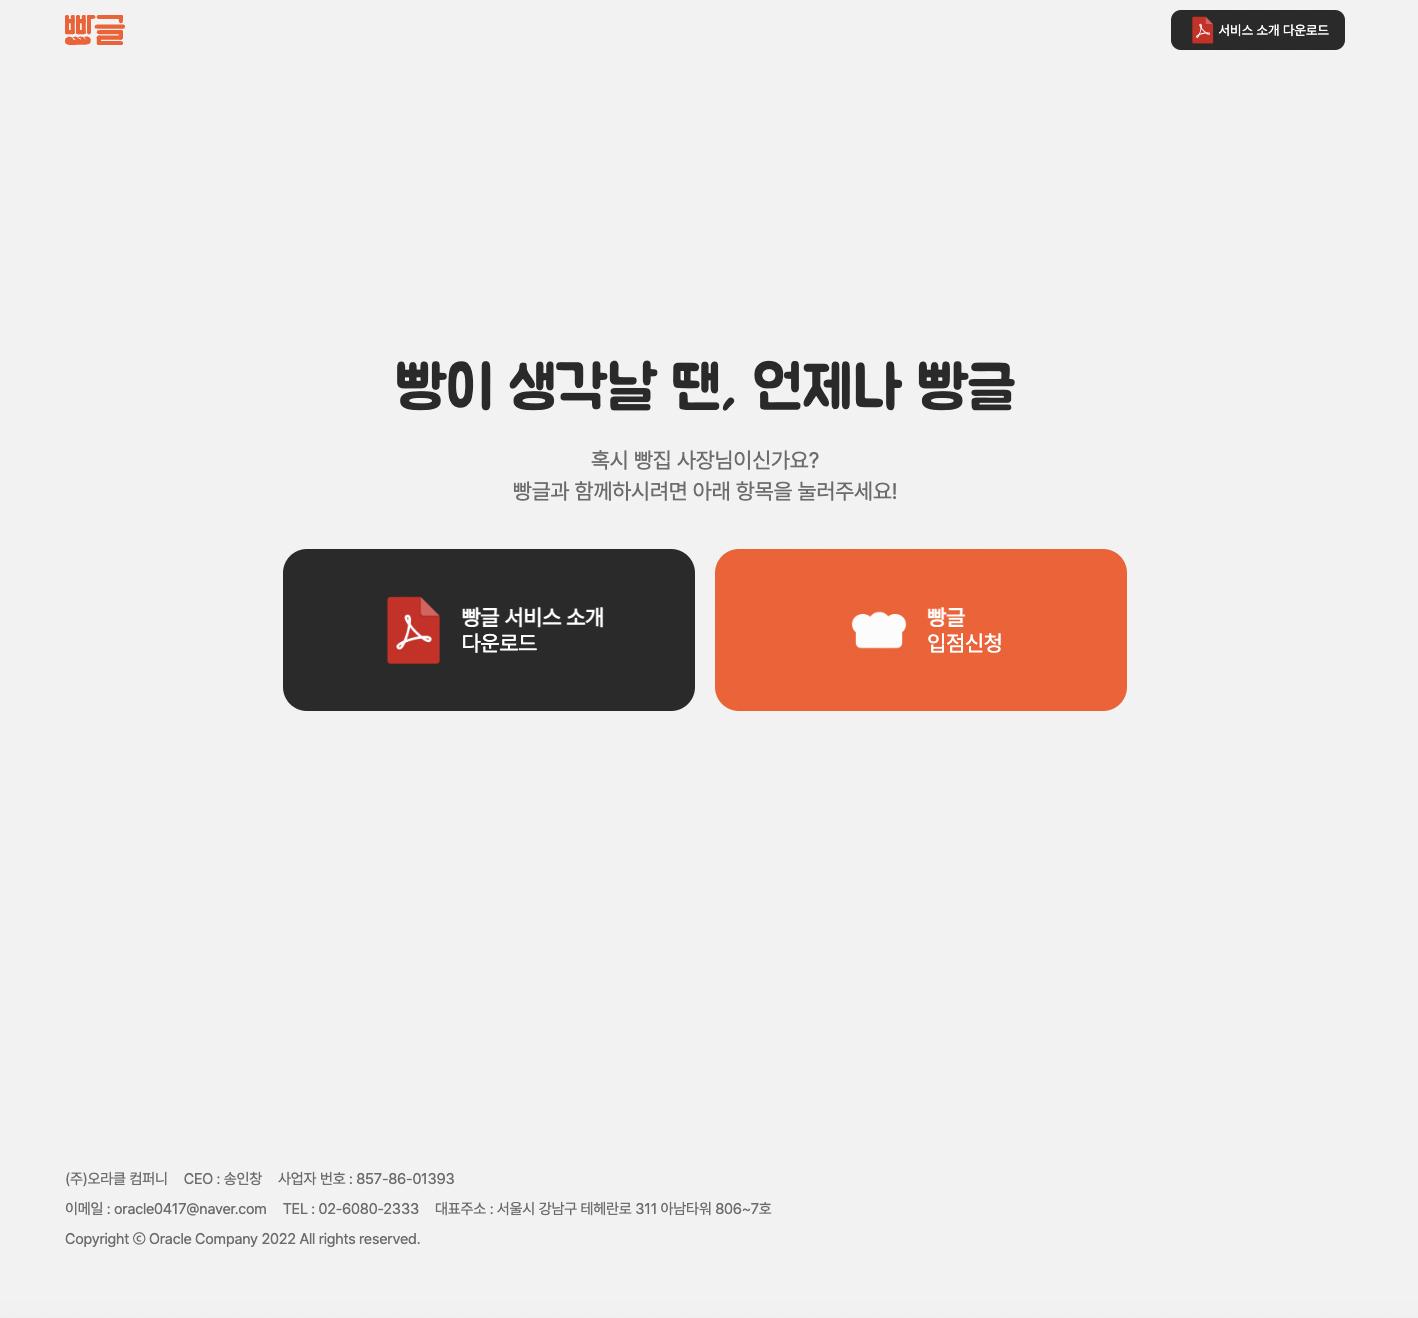 빵글
서비스 소개 다운로드
빵이 생각날 땐, 언제나 빵글
혹시 빵집 사장님이신가요?
빵글과 함께하시려면 아래 항목을 눌러주세요!
빵글 서비스 소개
다운로드
빵글
입점신청
(주)오라클 컴퍼니 CEO : 송인창 사업자 번호 : 857-86-01393
이메일 : oracle0417@naver.com TEL : 02-6080-2333 대표주소 : 서울시 강남구 테헤란로 311 아남타워 806~7호
Copyright ⓒ Oracle Company 2022 All rights reserved.